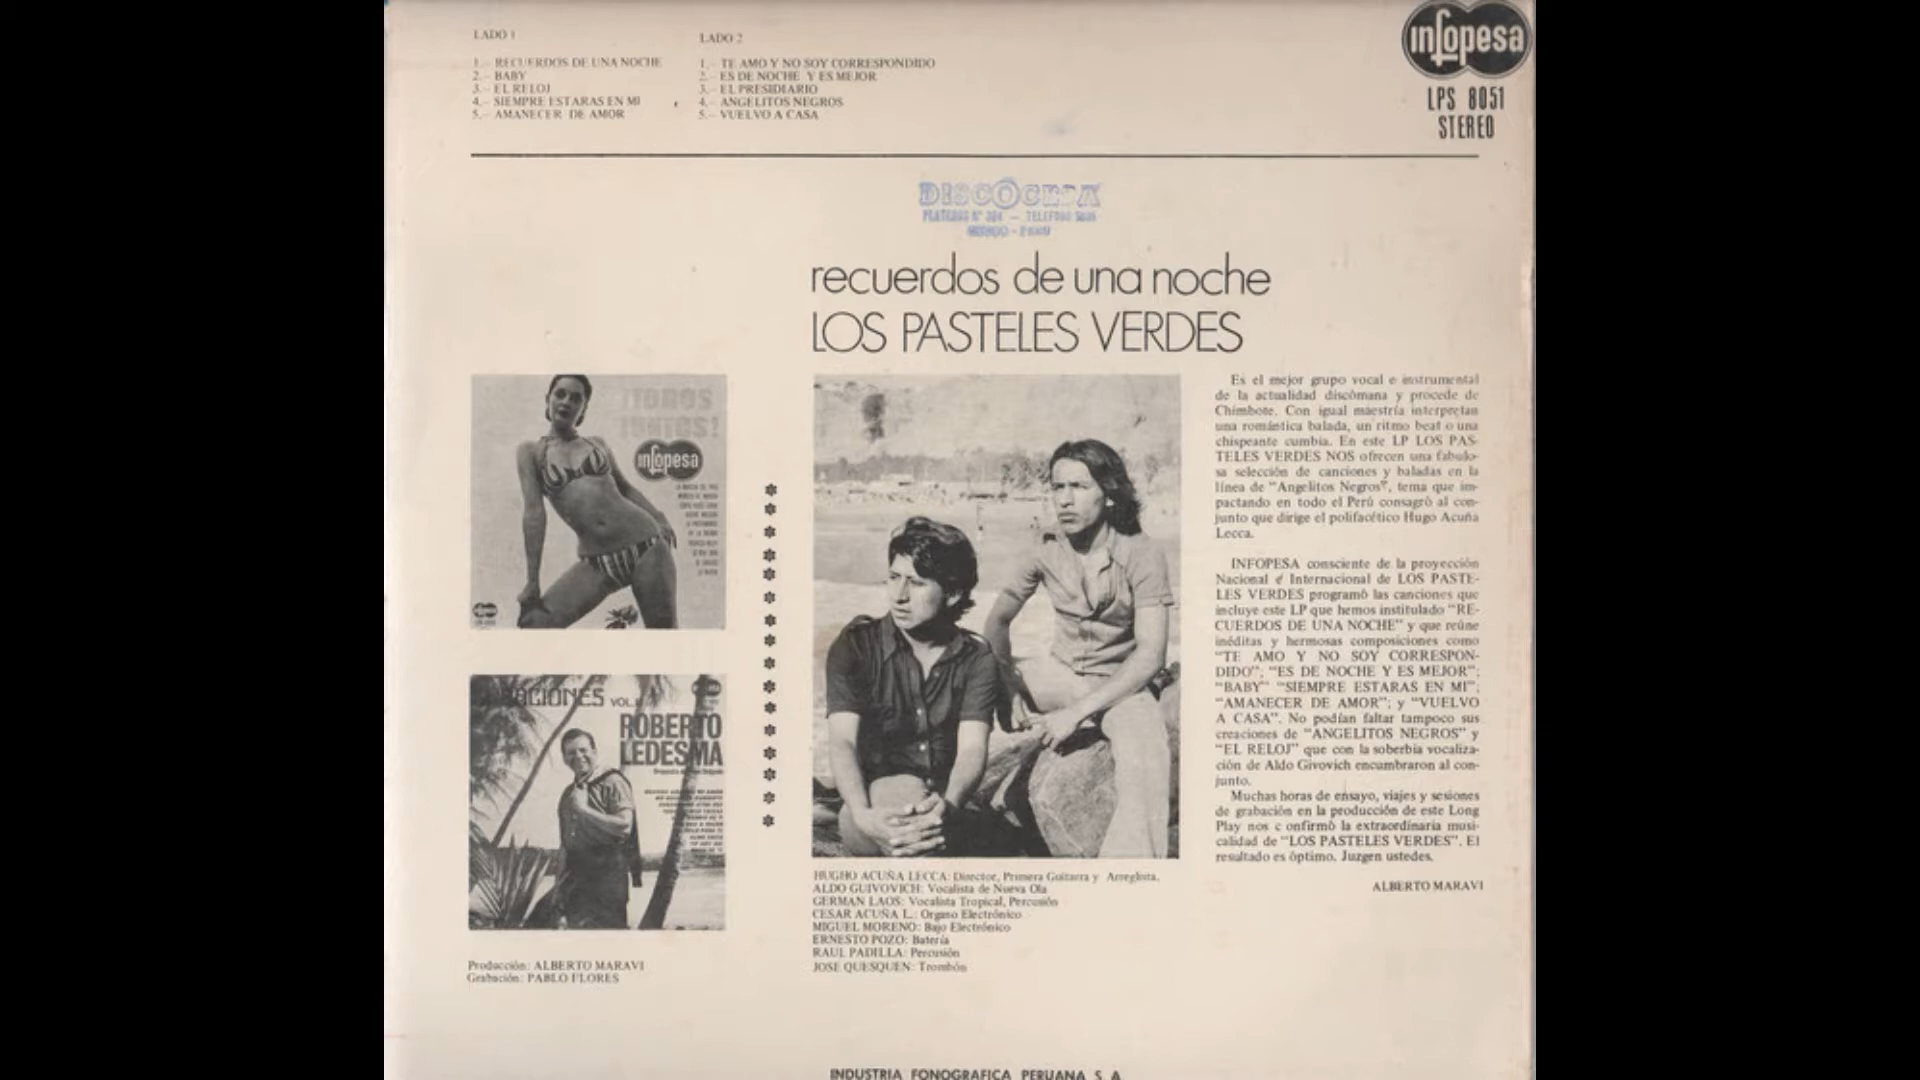 LADO 1
1.- RECUERDOS DE UNA NOCHE
2.- BABY
3.- EL RELOJ
4.- SIEMPRE ESTARAS EN MI
5.- AMANECER DE AMOR
LADO 2
1.- TE AMO Y NO SOY CORRESPONDIDO
2.- ES DE NOCHE Y ES MEJOR
3.- EL PRESIDIARIO
4.- ANGELITOS NEGROS
5.- VUELVO A CASA
infopesa
LPS 8051
STEREO
DISCOCESA
PLATEROS Nº TELEFONO
CUSCO - PERU
recuerdos de una noche
LOS PASTELES VERDES
¡TODOS
JUNTOS!
infopesa
VOL.
ROBERTO
LEDESMA
Producción: ALBERTO MARAVI
Grabación: PABLO FLORES
HUGHO ACUÑA LECCA: Director, Primera Guitarra y Arreglista.
ALDO GUIVOVICH: Vocalista de Nueva Ola
GERMAN LAOS: Vocalista Tropical, Percusión
CESAR ACUÑA L.: Organo Electrónico
MIGUEL MORENO: Bajo Electrónico
ERNESTO POZO: Batería
RAUL PADILLA: Percusión
JOSE QUESQUEN: Trombón
Es el mejor grupo vocal e instrumental
de la actualidad discómana y procede de
Chimbote. Con igual maestría interpretan
una romántica balada, un ritmo beat o una
chispeante cumbia. En este LP LOS PAS-
TELES VERDES NOS ofrecen una fabulo-
sa selección de canciones y baladas en la
línea de "Angelitos Negros", tema que im-
pactando en todo el Perú consagró al con-
junto que dirige el polifacético Hugo Acuña
Lecca.
INFOPESA consciente de la proyección
Nacional é Internacional de LOS PASTE-
LES VERDES programó las canciones que
incluye este LP que hemos institulado "RE-
CUERDOS DE UNA NOCHE" y que reúne
inéditas y hermosas composiciones como
"TE AMO Y NO SOY CORRESPON-
DIDO"; "ES DE NOCHE Y ES MEJOR";
"BABY" "SIEMPRE ESTARAS EN MI";
"AMANECER DE AMOR"; y "VUELVO
A CASA". No podían faltar tampoco sus
creaciones de "ANGELITOS NEGROS" y
"EL RELOJ" que con la soberbia vocaliza-
ción de Aldo Givovich encumbraron al con-
junto.
Muchas horas de ensayo, viajes y sesiones
de grabación en la producción de este Long
Play nos c onfirmò la extraordinaria musi-
calidad de "LOS PASTELES VERDES". El
resultado es óptimo. Juzgen ustedes.
ALBERTO MARAVI
INDUSTRIA FONOGRAFICA PERUANA S. A.